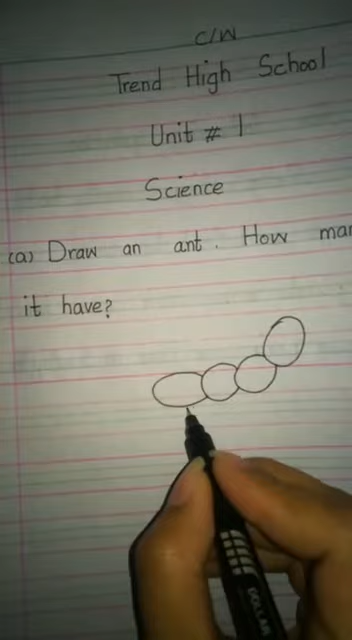 C/W
Trend High School
Unit # 1
Science
(a) Draw an ant. How
it have?